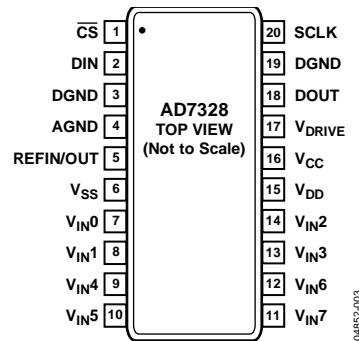 CS 1 20 SCLK
DIN 2 19 DGND
DGND 3 18 DOUT
AGND 4 17 VDRIVE
REFIN/OUT 5 16 VCC
VSS 6 15 VDD
VIN0 7 14 VIN2
VIN1 8 13 VIN3
VIN4 9 12 VIN6
VIN5 10 11 VIN7
AD7328
TOP VIEW
(Not to Scale)
04852-003